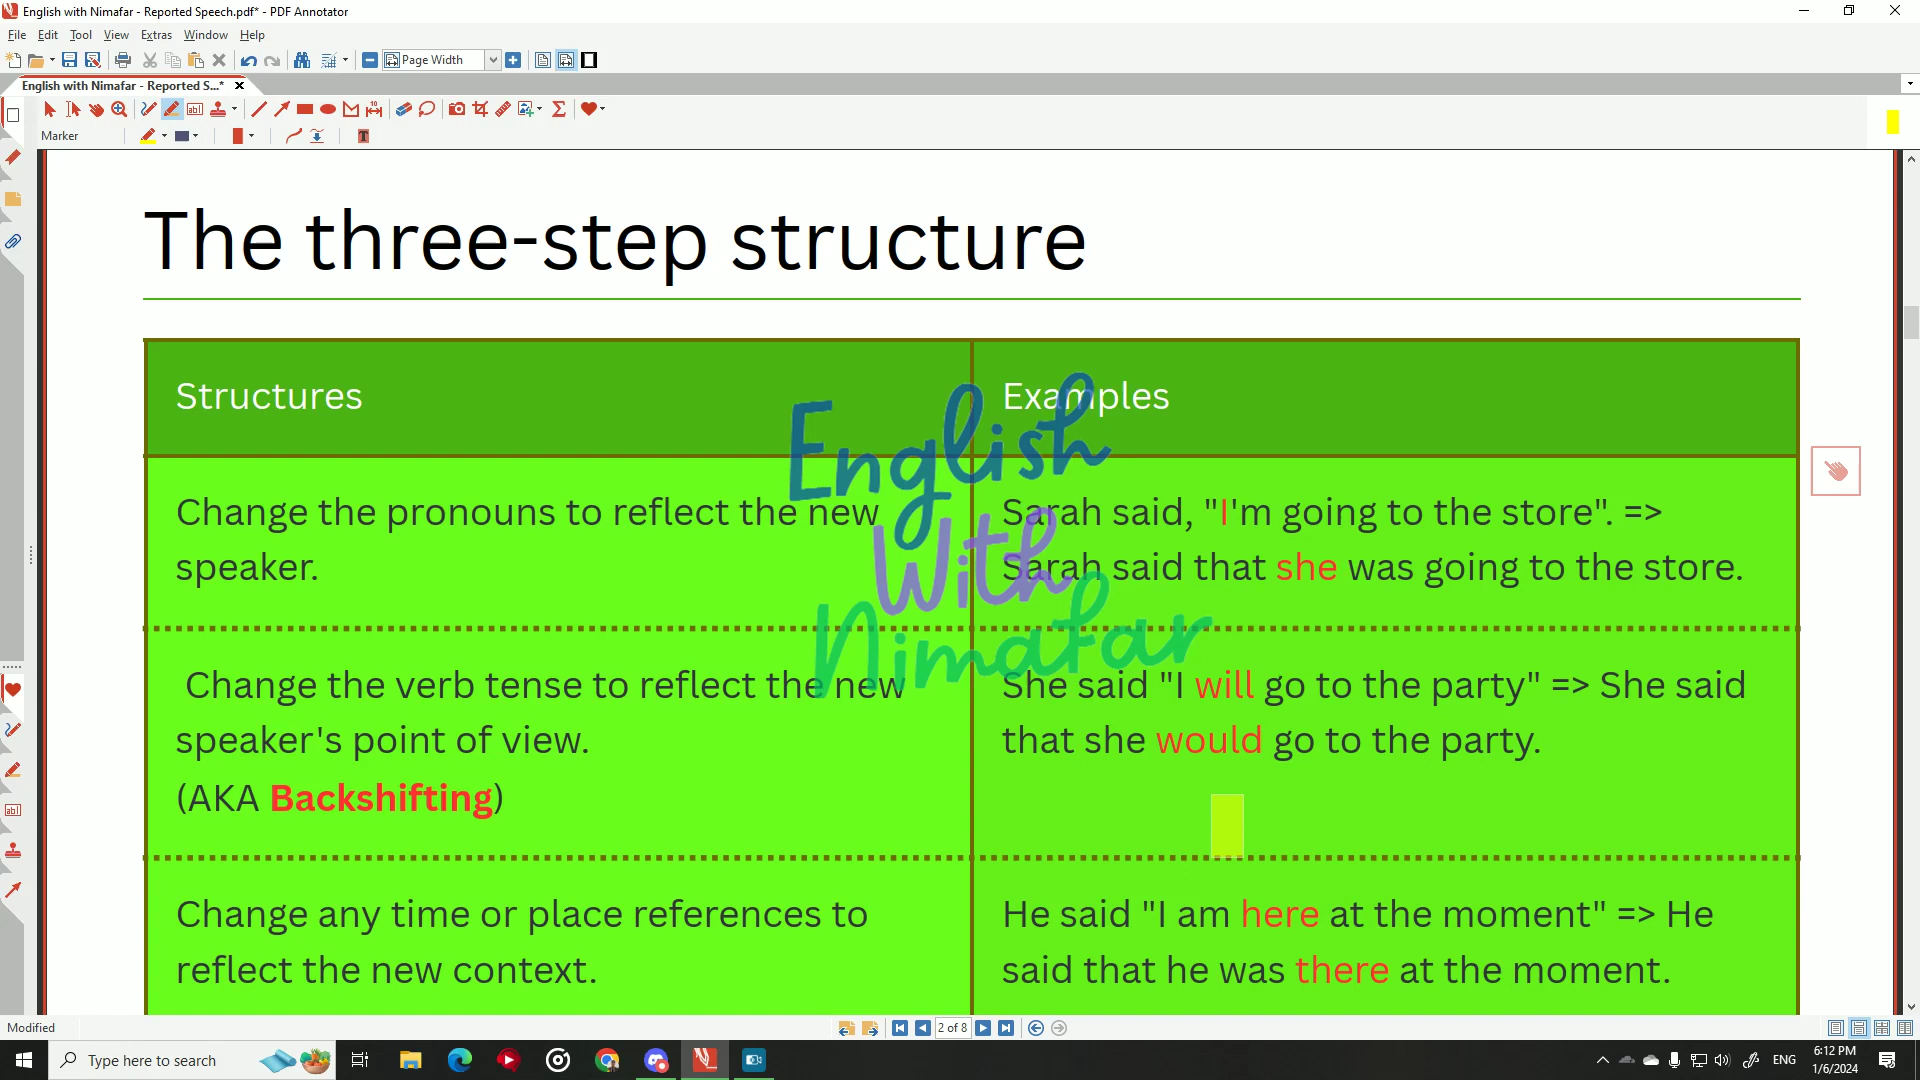 English with Nimafar - Reported Speech.pdf* - PDF Annotator
File Edit Tool View Extras Window Help
Page Width
English with Nimafar - Reported S...*
Marker
The three-step structure
Structures
Examples
English
With
Nimafar
Change the pronouns to reflect the new
speaker.
Sarah said, "I'm going to the store". =>
Sarah said that she was going to the store.
Change the verb tense to reflect the new
speaker's point of view.
(AKA Backshifting)
She said "I will go to the party" => She said
that she would go to the party.
Change any time or place references to
reflect the new context.
He said "I am here at the moment" => He
said that he was there at the moment.
Modified
2 of 8
Type here to search
ENG
6:12 PM
1/6/2024